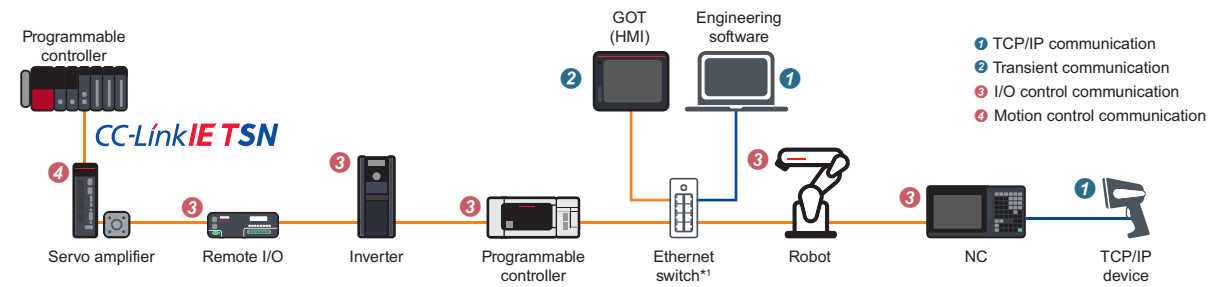 Programmable
controller
GOT
(HMI)
Engineering
software
1 TCP/IP communication
2 Transient communication
3 I/O control communication
4 Motion control communication
2
1
CC-Link IE TSN
4
3
3
3
3
3
1
Servo amplifier
Remote I/O
Inverter
Programmable
controller
Ethernet
switch*1
Robot
NC
TCP/IP
device